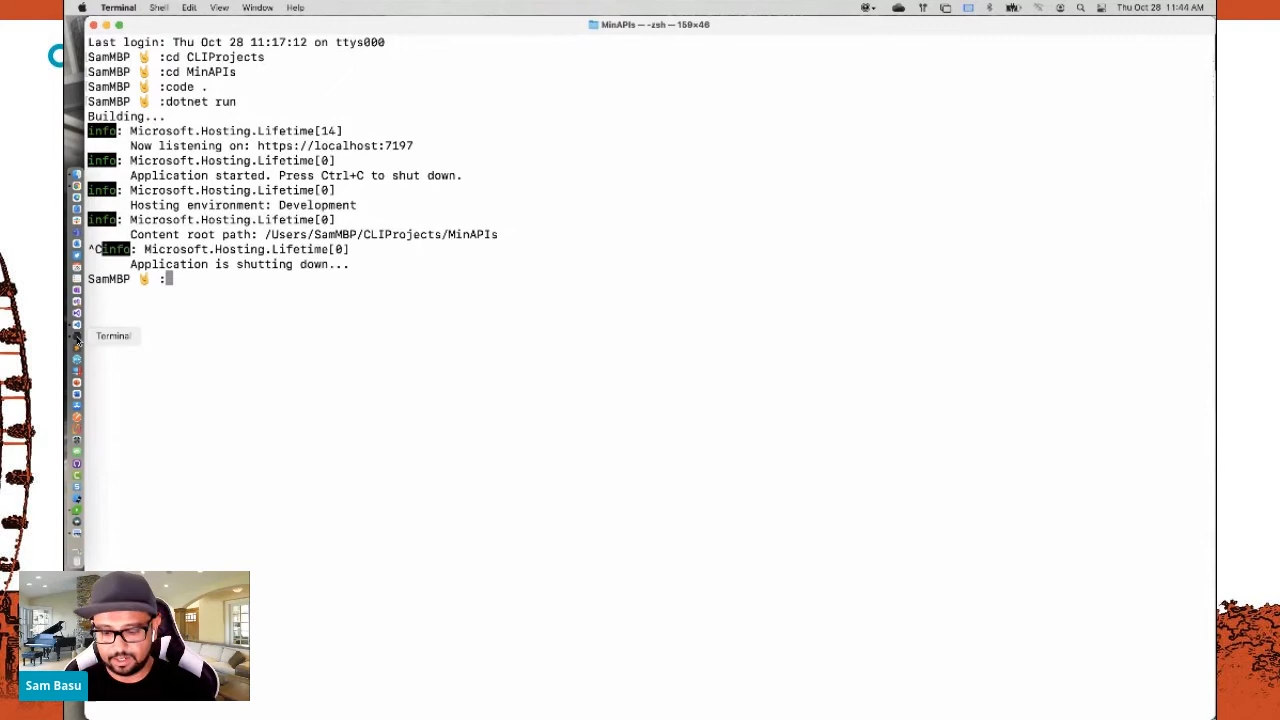 Terminal Shell Edit View Window Help
Thu Oct 28 11:44 AM
MinAPIs — -zsh — 159×46
Last login: Thu Oct 28 11:17:12 on ttys000
SamMBP 🤘 :cd CLIProjects
SamMBP 🤘 :cd MinAPIs
SamMBP 🤘 :code .
SamMBP 🤘 :dotnet run
Building...
info: Microsoft.Hosting.Lifetime[14]
Now listening on: https://localhost:7197
info: Microsoft.Hosting.Lifetime[0]
Application started. Press Ctrl+C to shut down.
info: Microsoft.Hosting.Lifetime[0]
Hosting environment: Development
info: Microsoft.Hosting.Lifetime[0]
Content root path: /Users/SamMBP/CLIProjects/MinAPIs
^Cinfo: Microsoft.Hosting.Lifetime[0]
Application is shutting down...
SamMBP 🤘 :
Terminal
Sam Basu